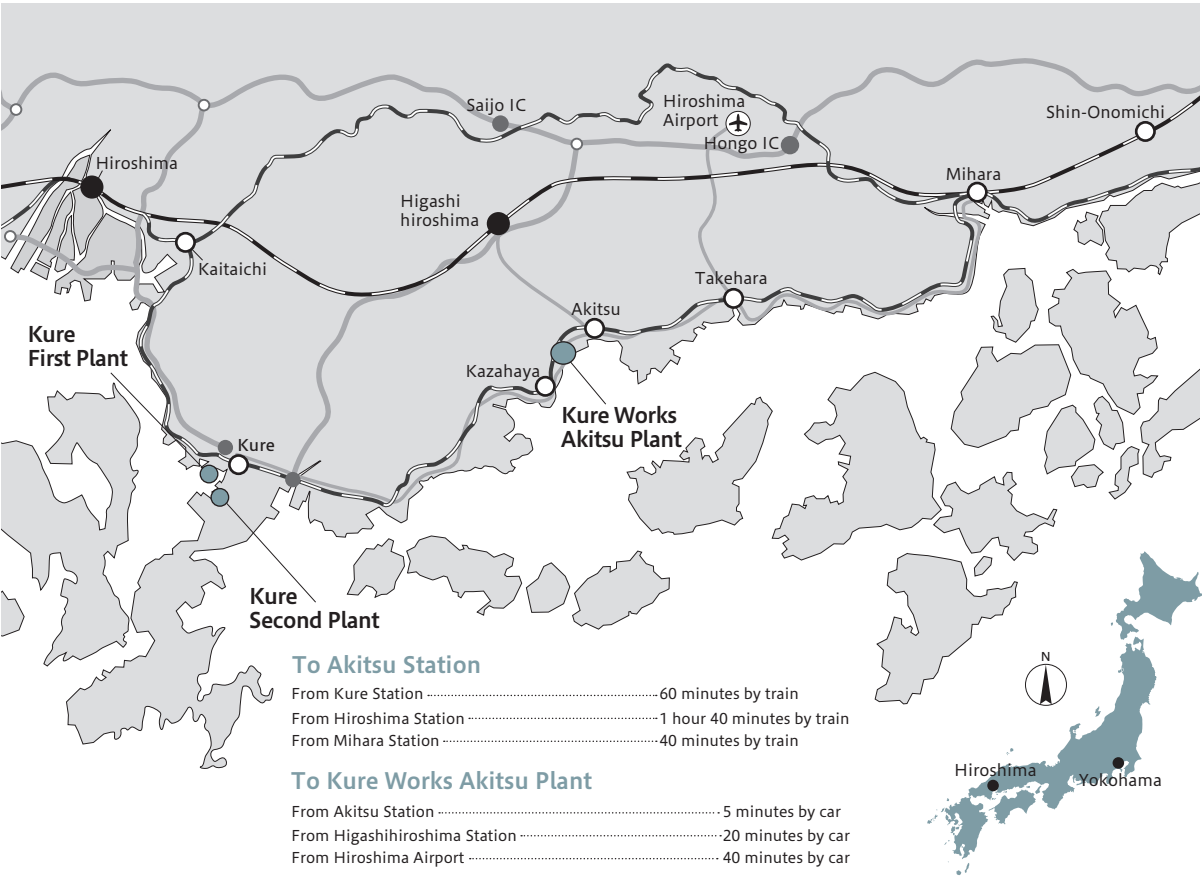 Saijo IC
Hiroshima
Airport
Hongo IC
Shin-Onomichi
Hiroshima
Mihara
Higashi
hiroshima
Kaitaichi
Takehara
Akitsu
Kure
First Plant
Kazahaya
Kure Works
Akitsu Plant
Kure
Kure
Second Plant
To Akitsu Station
From Kure Station 60 minutes by train
From Hiroshima Station 1 hour 40 minutes by train
From Mihara Station 40 minutes by train
To Kure Works Akitsu Plant
From Akitsu Station 5 minutes by car
From Higashihiroshima Station 20 minutes by car
From Hiroshima Airport 40 minutes by car
N
Hiroshima
Yokohama